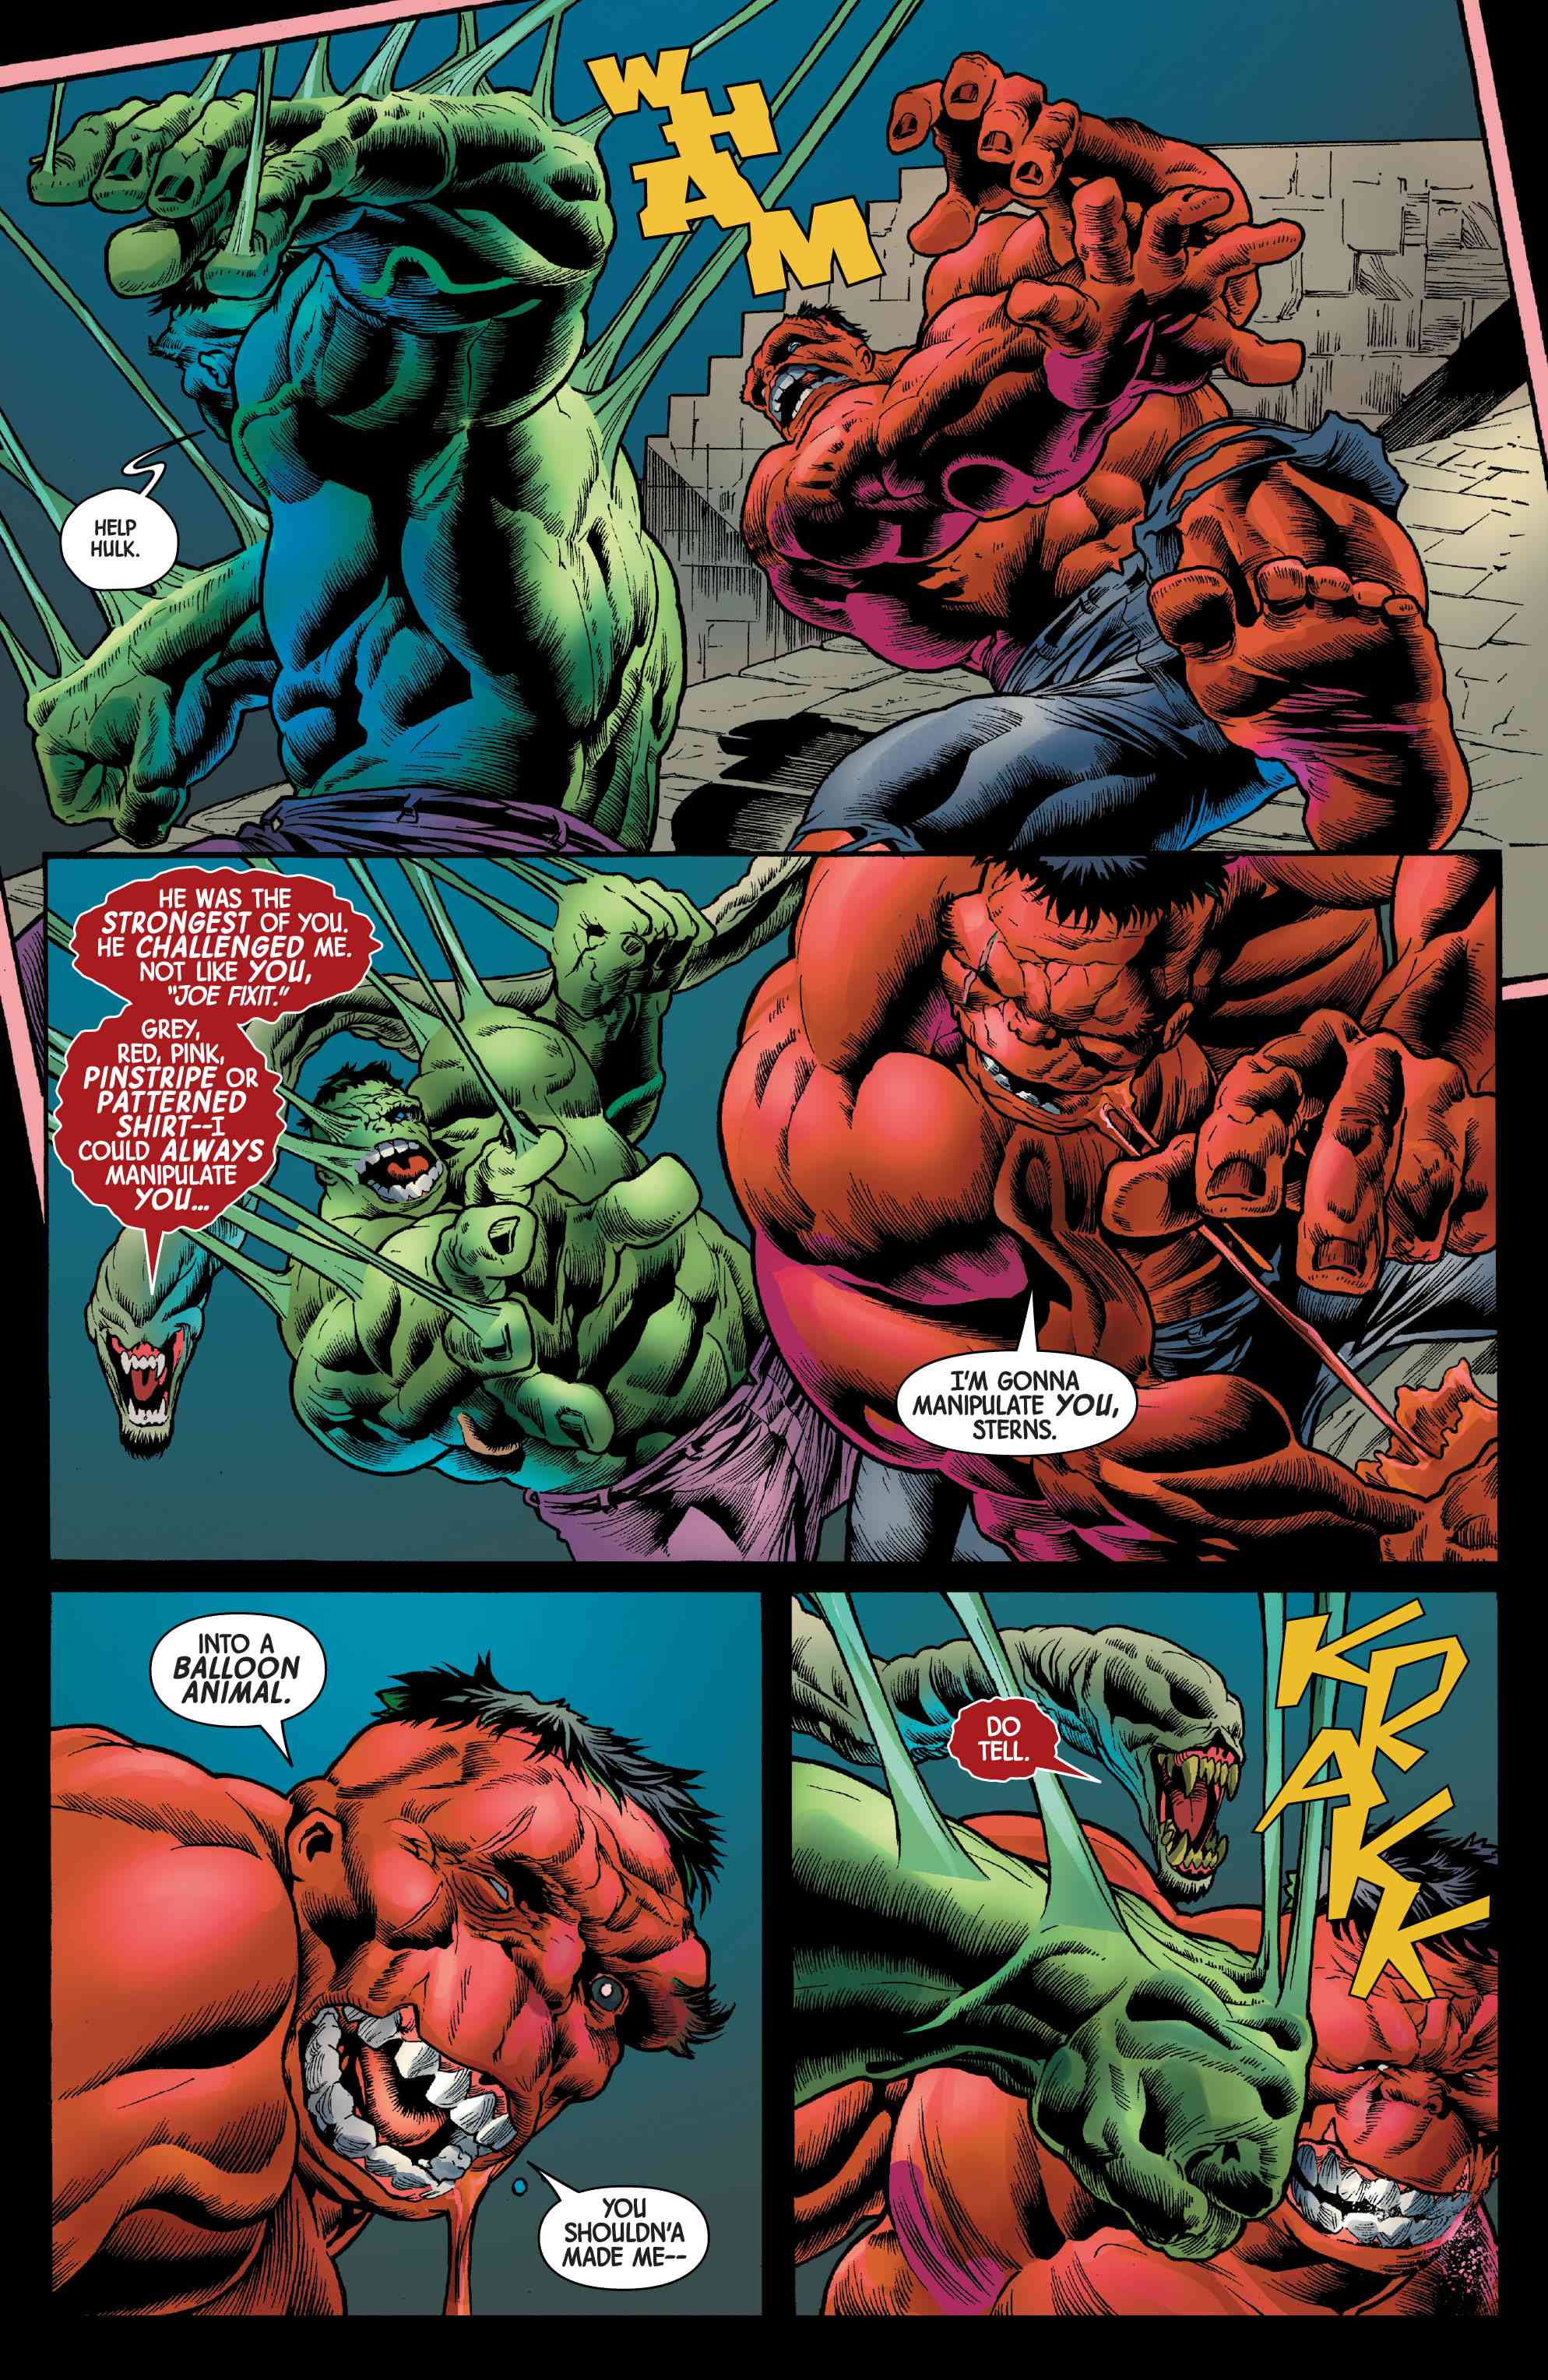 WHAM
HELP
HULK.
HE WAS THE
STRONGEST OF YOU.
HE CHALLENGED ME.
NOT LIKE YOU,
"JOE FIXIT."
GREY,
RED, PINK,
PINSTRIPE OR
PATTERNED
SHIRT--I
COULD ALWAYS
MANIPULATE
YOU...
I'M GONNA
MANIPULATE YOU,
STERNS.
INTO A
BALLOON
ANIMAL.
YOU
SHOULDN'A
MADE ME--
DO
TELL.
KRAKK